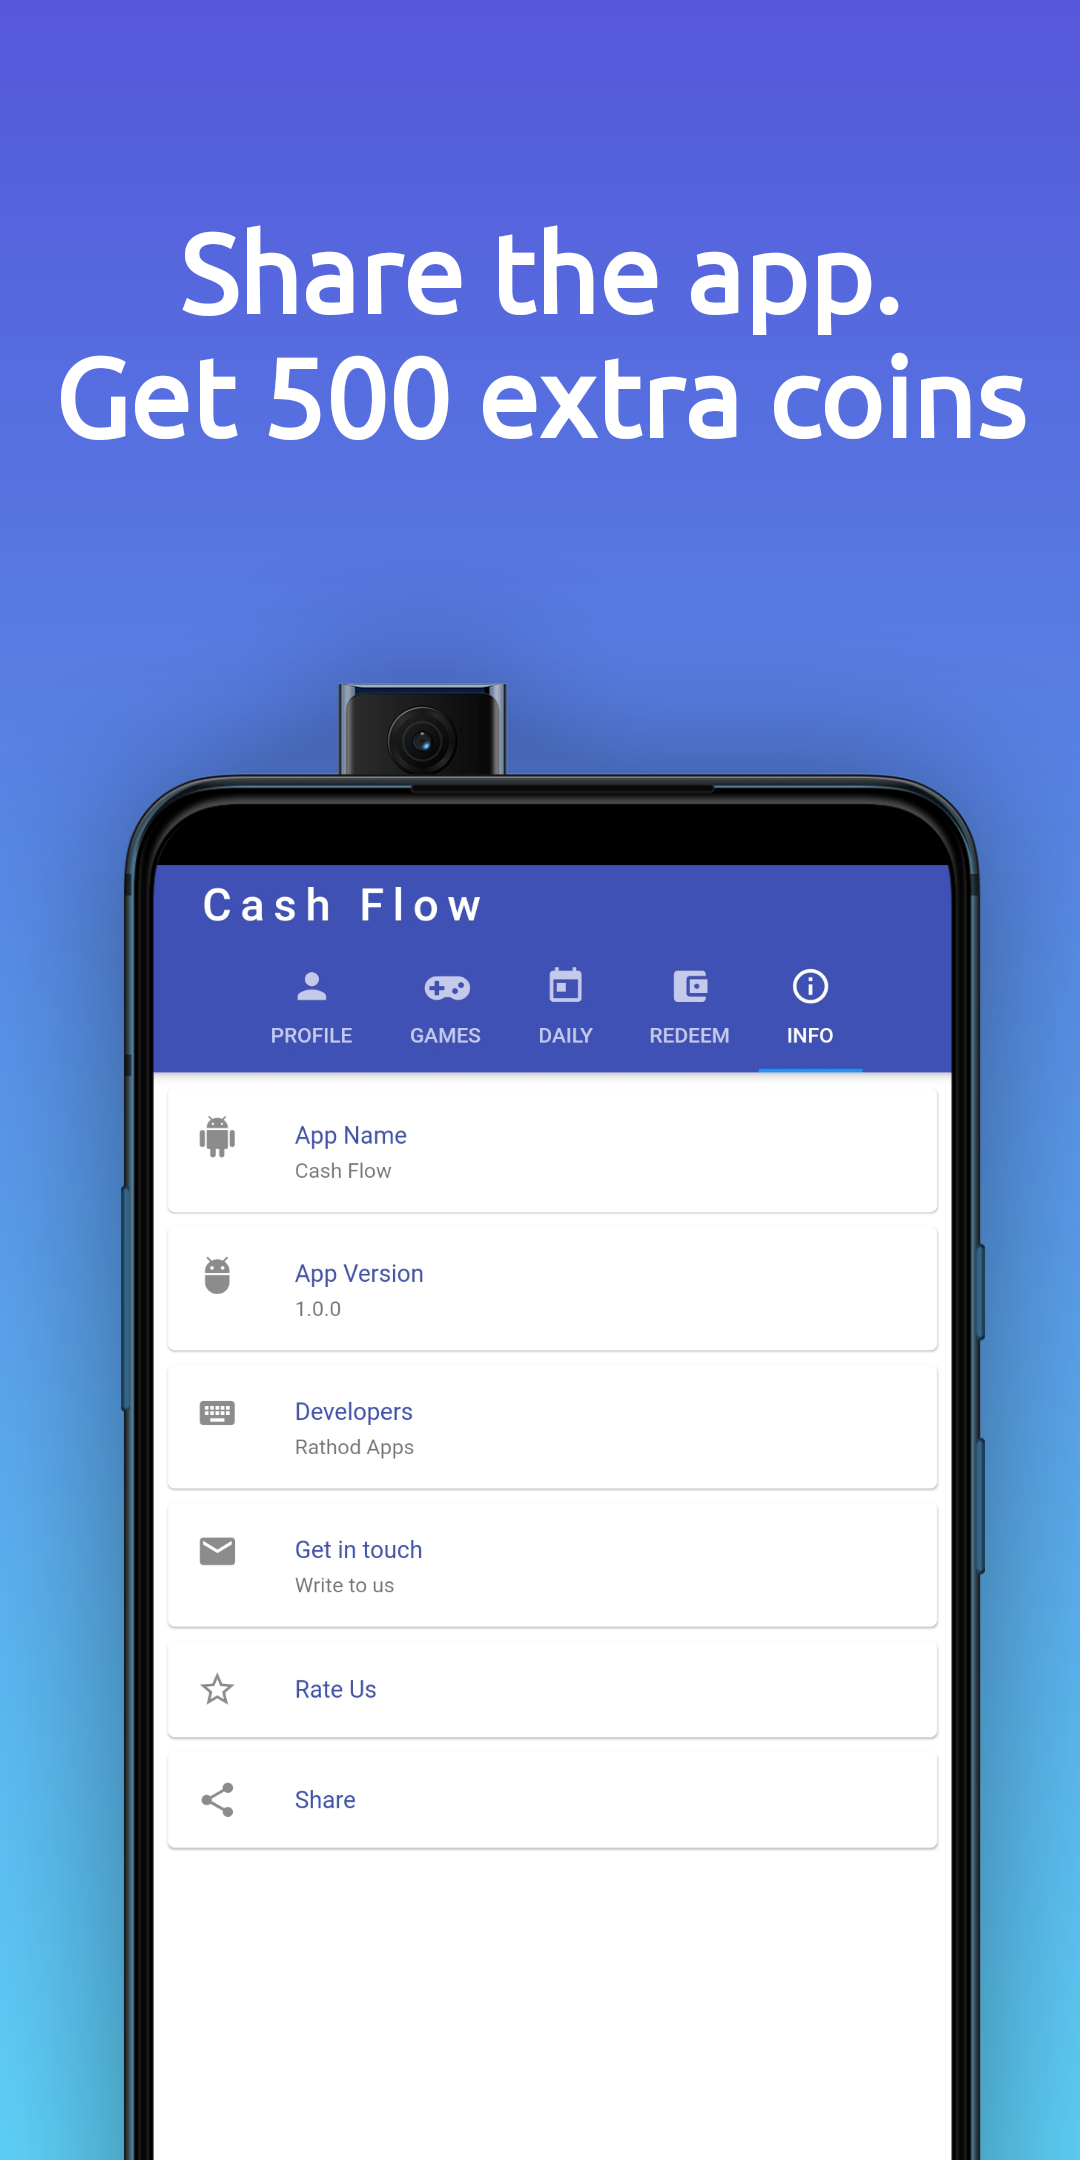 Share the app.
Get 500 extra coins
Cash Flow
PROFILE GAMES DAILY REDEEM INFO
App Name
Cash Flow
App Version
1.0.0
Developers
Rathod Apps
Get in touch
Write to us
Rate Us
Share